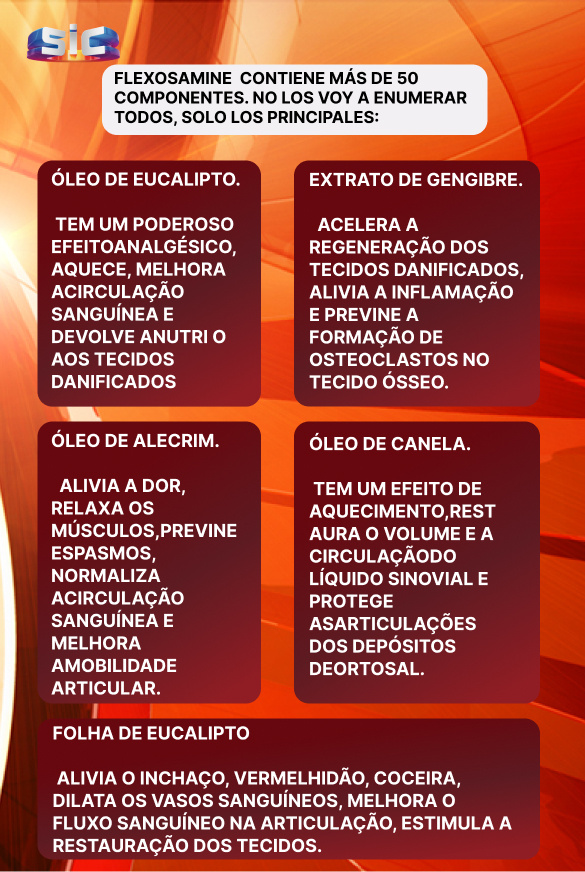 SIC
FLEXOSAMINE CONTIENE MÁS DE 50
COMPONENTES. NO LOS VOY A ENUMERAR
TODOS, SOLO LOS PRINCIPALES:
ÓLEO DE EUCALIPTO.
TEM UM PODEROSO
EFEITOANALGÉSICO,
AQUECE, MELHORA
ACIRCULAÇÃO
SANGUÍNEA E
DEVOLVE ANUTRI O
AOS TECIDOS
DANIFICADOS
EXTRATO DE GENGIBRE.
ACELERA A
REGENERAÇÃO DOS
TECIDOS DANIFICADOS,
ALIVIA A INFLAMAÇÃO
E PREVINE A
FORMAÇÃO DE
OSTEOCLASTOS NO
TECIDO ÓSSEO.
ÓLEO DE ALECRIM.
ALIVIA A DOR,
RELAXA OS
MÚSCULOS,PREVINE
ESPASMOS,
NORMALIZA
ACIRCULAÇÃO
SANGUÍNEA E
MELHORA
AMOBILIDADE
ARTICULAR.
ÓLEO DE CANELA.
TEM UM EFEITO DE
AQUECIMENTO,REST
AURA O VOLUME E A
CIRCULAÇÃODO
LÍQUIDO SINOVIAL E
PROTEGE
ASARTICULAÇÕES
DOS DEPÓSITOS
DEORTOSAL.
FOLHA DE EUCALIPTO
ALIVIA O INCHAÇO, VERMELHIDÃO, COCEIRA,
DILATA OS VASOS SANGUÍNEOS, MELHORA O
FLUXO SANGUÍNEO NA ARTICULAÇÃO, ESTIMULA A
RESTAURAÇÃO DOS TECIDOS.